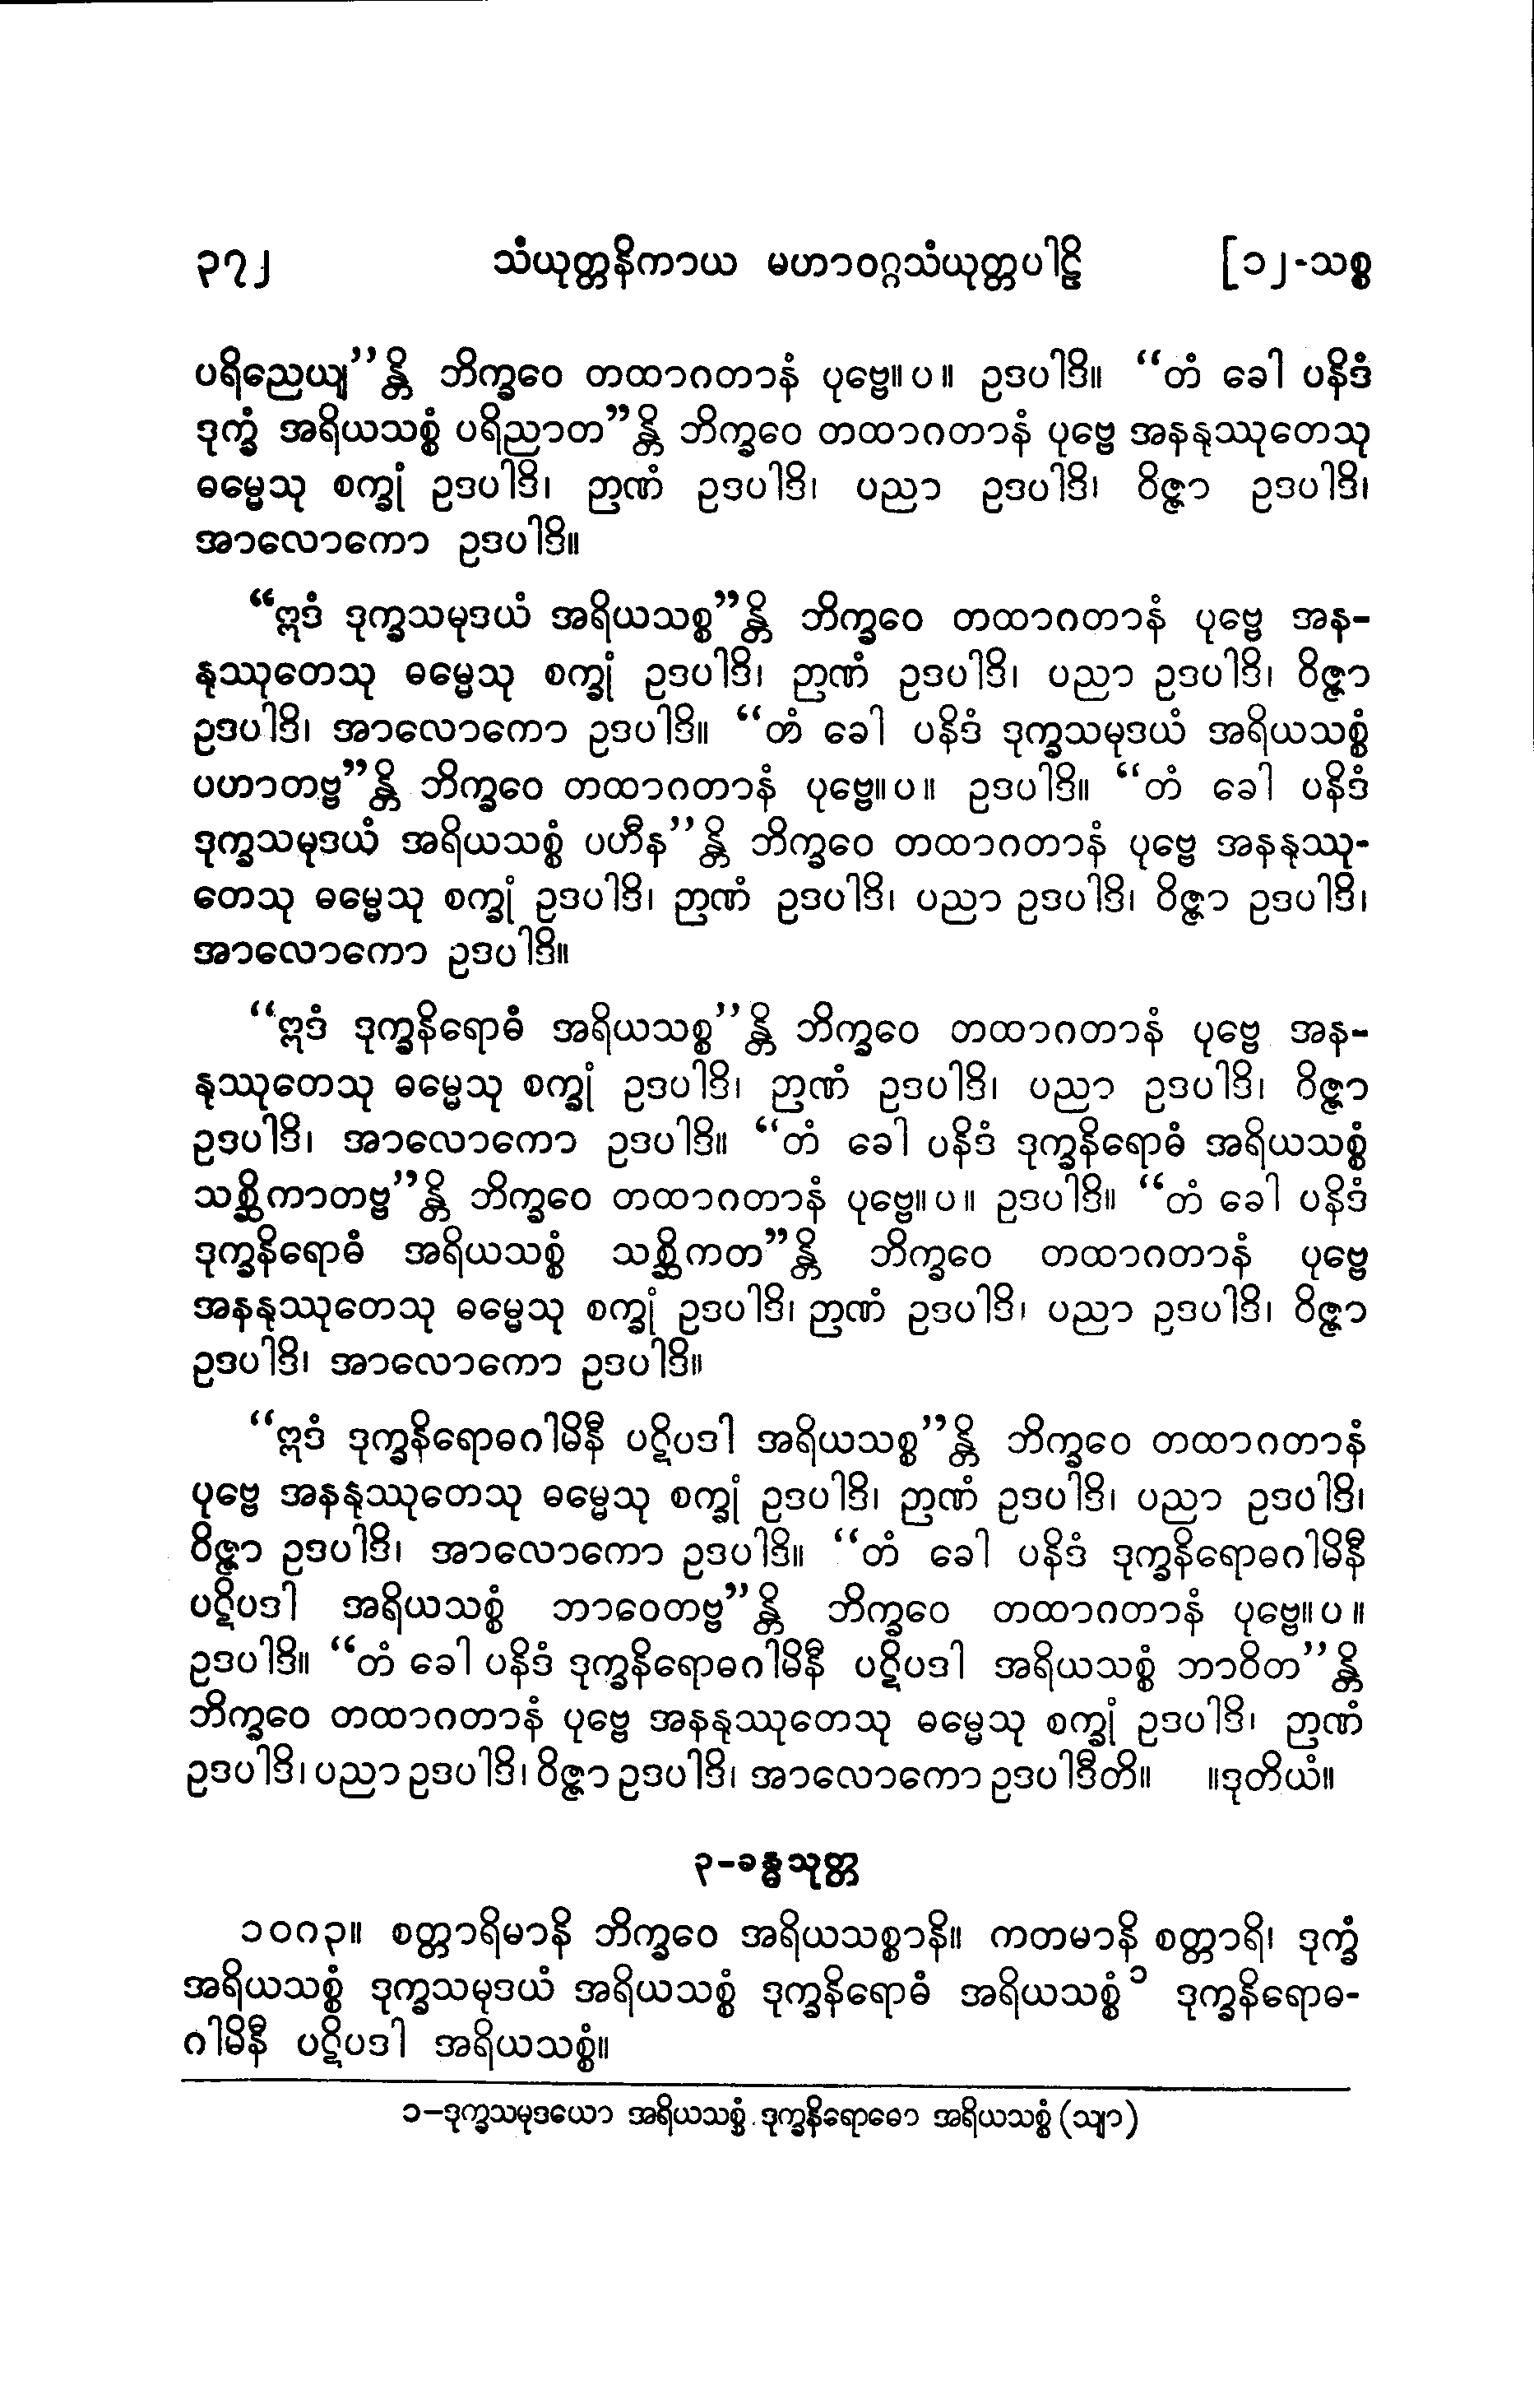 ၃၇၂ သံယုတ္တနိကာယ မဟာဝဂ္ဂသံယုတ္တပါဠိ [၁၂-သစ္စ
ပရိညေယျ”န္တိ ဘိက္ခဝေ တထာဂတာနံ ပုဗ္ဗေ။ပ။ ဥဒပါဒိ။ “တံ ခေါ ပနိဒံ
ဒုက္ခံ အရိယသစ္စံ ပရိညာတ”န္တိ ဘိက္ခဝေ တထာဂတာနံ ပုဗ္ဗေ အနနုဿုတေသု
ဓမ္မေသု စက္ခုံ ဥဒပါဒိ၊ ဉာဏံ ဥဒပါဒိ၊ ပညာ ဥဒပါဒိ၊ ဝိဇ္ဇာ ဥဒပါဒိ၊
အာလောကော ဥဒပါဒိ။
“ဣဒံ ဒုက္ခသမုဒယံ အရိယသစ္စ”န္တိ ဘိက္ခဝေ တထာဂတာနံ ပုဗ္ဗေ အန-
နုဿုတေသု ဓမ္မေသု စက္ခုံ ဥဒပါဒိ၊ ဉာဏံ ဥဒပါဒိ၊ ပညာ ဥဒပါဒိ၊ ဝိဇ္ဇာ
ဥဒပါဒိ၊ အာလောကော ဥဒပါဒိ။ “တံ ခေါ ပနိဒံ ဒုက္ခသမုဒယံ အရိယသစ္စံ
ပဟာတဗ္ဗ”န္တိ ဘိက္ခဝေ တထာဂတာနံ ပုဗ္ဗေ။ပ။ ဥဒပါဒိ။ “တံ ခေါ ပနိဒံ
ဒုက္ခသမုဒယံ အရိယသစ္စံ ပဟီန”န္တိ ဘိက္ခဝေ တထာဂတာနံ ပုဗ္ဗေ အနနုဿု-
တေသု ဓမ္မေသု စက္ခုံ ဥဒပါဒိ၊ ဉာဏံ ဥဒပါဒိ၊ ပညာ ဥဒပါဒိ၊ ဝိဇ္ဇာ ဥဒပါဒိ၊
အာလောကော ဥဒပါဒိ။
“ဣဒံ ဒုက္ခနိရောဓံ အရိယသစ္စ”န္တိ ဘိက္ခဝေ တထာဂတာနံ ပုဗ္ဗေ အန-
နုဿုတေသု ဓမ္မေသု စက္ခုံ ဥဒပါဒိ၊ ဉာဏံ ဥဒပါဒိ၊ ပညာ ဥဒပါဒိ၊ ဝိဇ္ဇာ
ဥဒပါဒိ၊ အာလောကော ဥဒပါဒိ။ “တံ ခေါ ပနိဒံ ဒုက္ခနိရောဓံ အရိယသစ္စံ
သစ္ဆိကာတဗ္ဗ”န္တိ ဘိက္ခဝေ တထာဂတာနံ ပုဗ္ဗေ။ပ။ ဥဒပါဒိ။ “တံ ခေါ ပနိဒံ
ဒုက္ခနိရောဓံ အရိယသစ္စံ သစ္ဆိကတ”န္တိ ဘိက္ခဝေ တထာဂတာနံ ပုဗ္ဗေ
အနနုဿုတေသု ဓမ္မေသု စက္ခုံ ဥဒပါဒိ၊ ဉာဏံ ဥဒပါဒိ၊ ပညာ ဥဒပါဒိ၊ ဝိဇ္ဇာ
ဥဒပါဒိ၊ အာလောကော ဥဒပါဒိ။
“ဣဒံ ဒုက္ခနိရောဓဂါမိနီ ပဋိပဒါ အရိယသစ္စ”န္တိ ဘိက္ခဝေ တထာဂတာနံ
ပုဗ္ဗေ အနနုဿုတေသု ဓမ္မေသု စက္ခုံ ဥဒပါဒိ၊ ဉာဏံ ဥဒပါဒိ၊ ပညာ ဥဒပါဒိ၊
ဝိဇ္ဇာ ဥဒပါဒိ၊ အာလောကော ဥဒပါဒိ။ “တံ ခေါ ပနိဒံ ဒုက္ခနိရောဓဂါမိနီ
ပဋိပဒါ အရိယသစ္စံ ဘာဝေတဗ္ဗ”န္တိ ဘိက္ခဝေ တထာဂတာနံ ပုဗ္ဗေ။ပ။
ဥဒပါဒိ။ “တံ ခေါ ပနိဒံ ဒုက္ခနိရောဓဂါမိနီ ပဋိပဒါ အရိယသစ္စံ ဘာဝိတ”န္တိ
ဘိက္ခဝေ တထာဂတာနံ ပုဗ္ဗေ အနနုဿုတေသု ဓမ္မေသု စက္ခုံ ဥဒပါဒိ၊ ဉာဏံ
ဥဒပါဒိ၊ ပညာ ဥဒပါဒိ၊ ဝိဇ္ဇာ ဥဒပါဒိ၊ အာလောကော ဥဒပါဒီတိ။ ။ဒုတိယံ။
၃-ခန္ဓသုတ္တ
၁၀၈၃။ စတ္တာရိမာနိ ဘိက္ခဝေ အရိယသစ္စာနိ။ ကတမာနိ စတ္တာရိ၊ ဒုက္ခံ
အရိယသစ္စံ ဒုက္ခသမုဒယံ အရိယသစ္စံ ဒုက္ခနိရောဓံ အရိယသစ္စံ၁ ဒုက္ခနိရောဓ-
ဂါမိနီ ပဋိပဒါ အရိယသစ္စံ။
၁-ဒုက္ခသမုဒယော အရိယသစ္စံ. ဒုက္ခနိရောဓော အရိယသစ္စံ (သျာ)